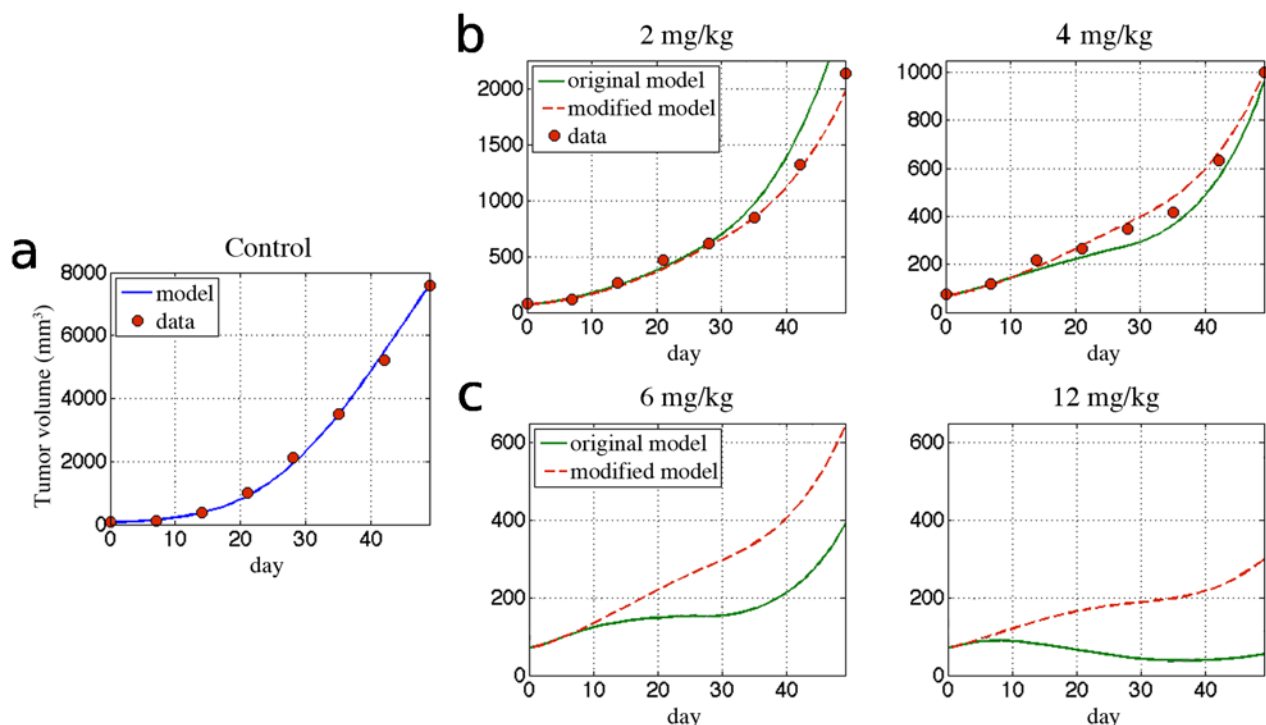 a
Control
model
data
Tumor volume (mm³)
8000
6000
4000
2000
0
0 10 20 30 40
day
b
2 mg/kg
original model
modified model
data
2000
1500
1000
500
0
0 10 20 30 40
day
4 mg/kg
1000
800
600
400
200
0
0 10 20 30 40
day
c
6 mg/kg
original model
modified model
600
400
200
0
0 10 20 30 40
day
12 mg/kg
600
400
200
0
0 10 20 30 40
day